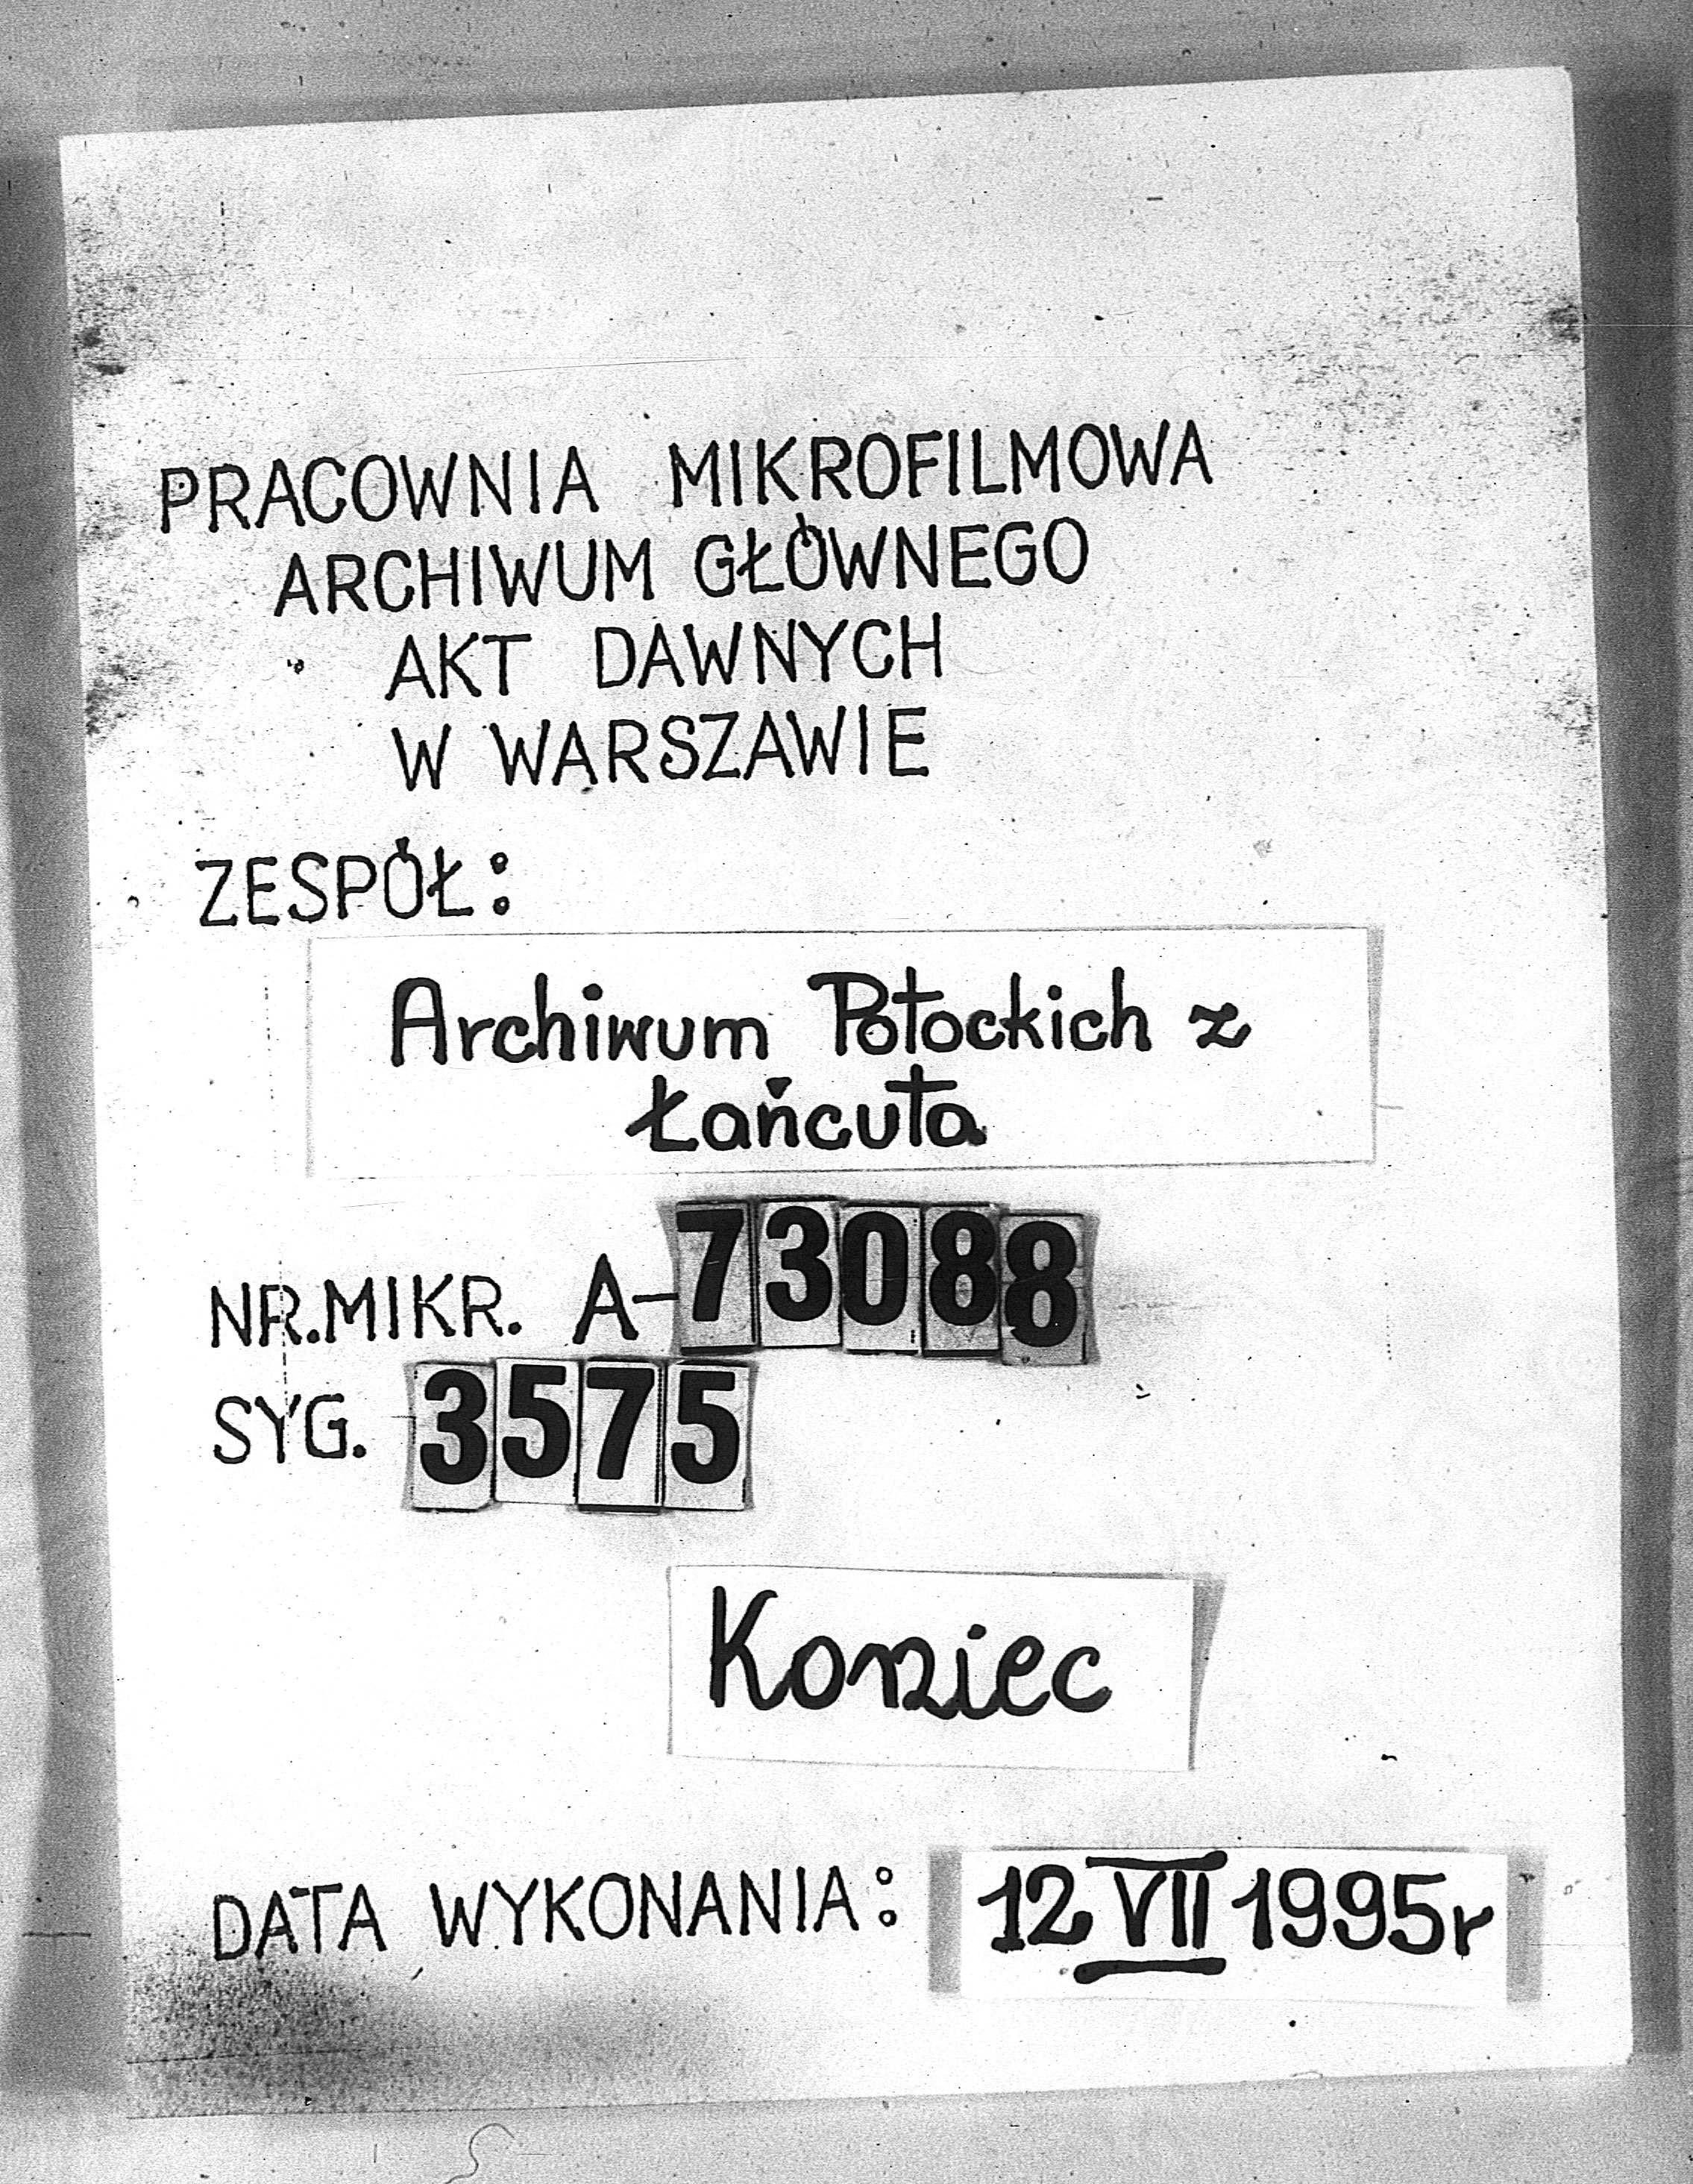 PRACOWNIA MIKROFILMOWA
ARCHIWUM GŁÓWNEGO
AKT DAWNYCH
W WARSZAWIE
ZESPÓŁ:
Archiwum Potockich z
Łańcuta
NR.MIKR. A-73088
SYG. 3575
Koniec
DATA WYKONANIA: 12 VII 1995r